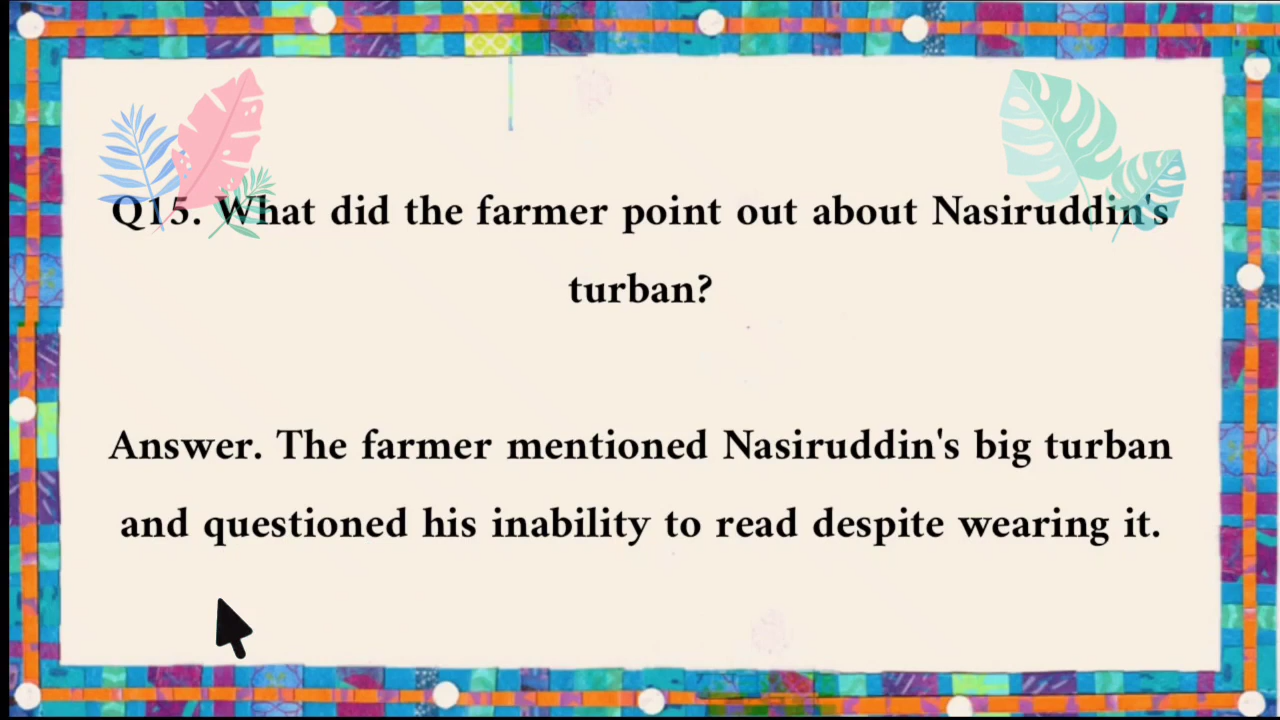 Q15. What did the farmer point out about Nasiruddin's
turban?
Answer. The farmer mentioned Nasiruddin's big turban
and questioned his inability to read despite wearing it.